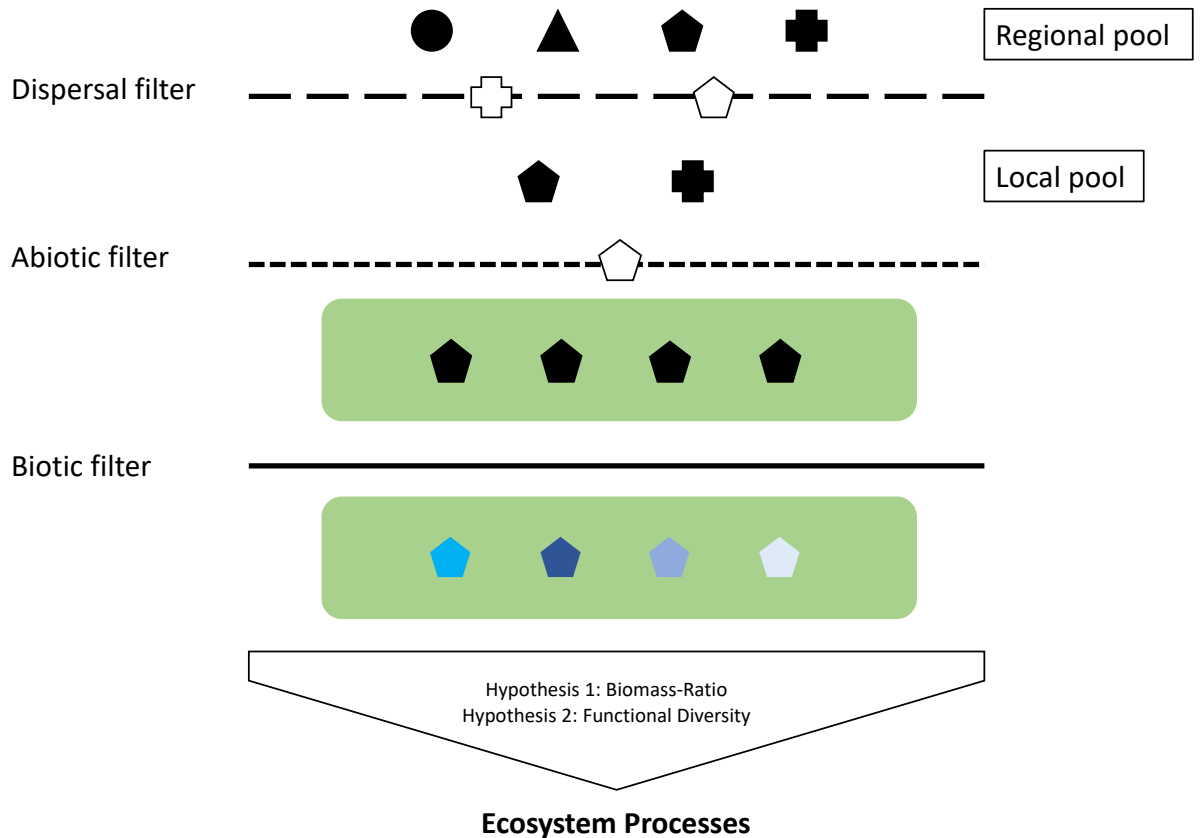 Regional pool
Dispersal filter
Local pool
Abiotic filter
Biotic filter
Hypothesis 1: Biomass-Ratio
Hypothesis 2: Functional Diversity
Ecosystem Processes